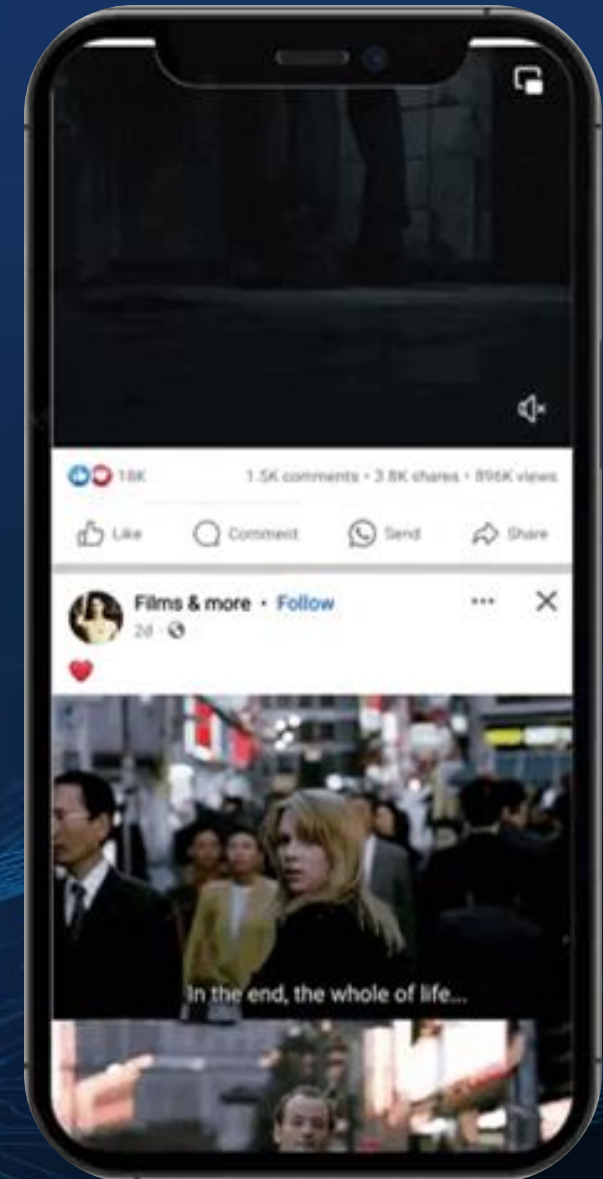 18K 1.5K comments • 3.8K shares • 896K views
Like Comment Send Share
Films & more • Follow
2d
In the end, the whole of life...